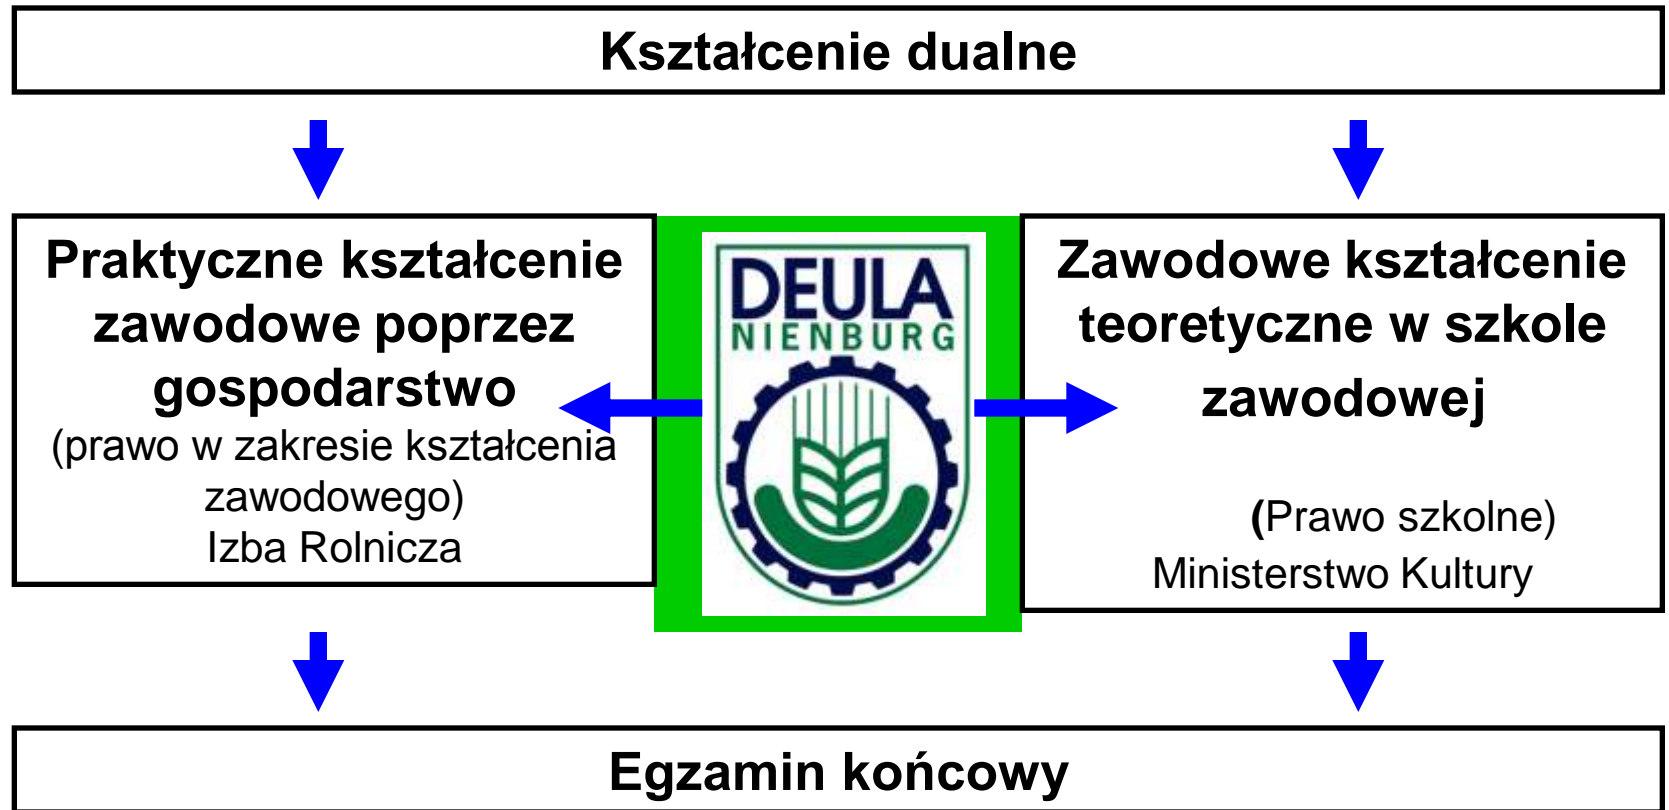 Kształcenie dualne
Praktyczne kształcenie
zawodowe poprzez
gospodarstwo
(prawo w zakresie kształcenia
zawodowego)
Izba Rolnicza
DEULA
NIENBURG
Zawodowe kształcenie
teoretyczne w szkole
zawodowej
(Prawo szkolne)
Ministerstwo Kultury
Egzamin końcowy